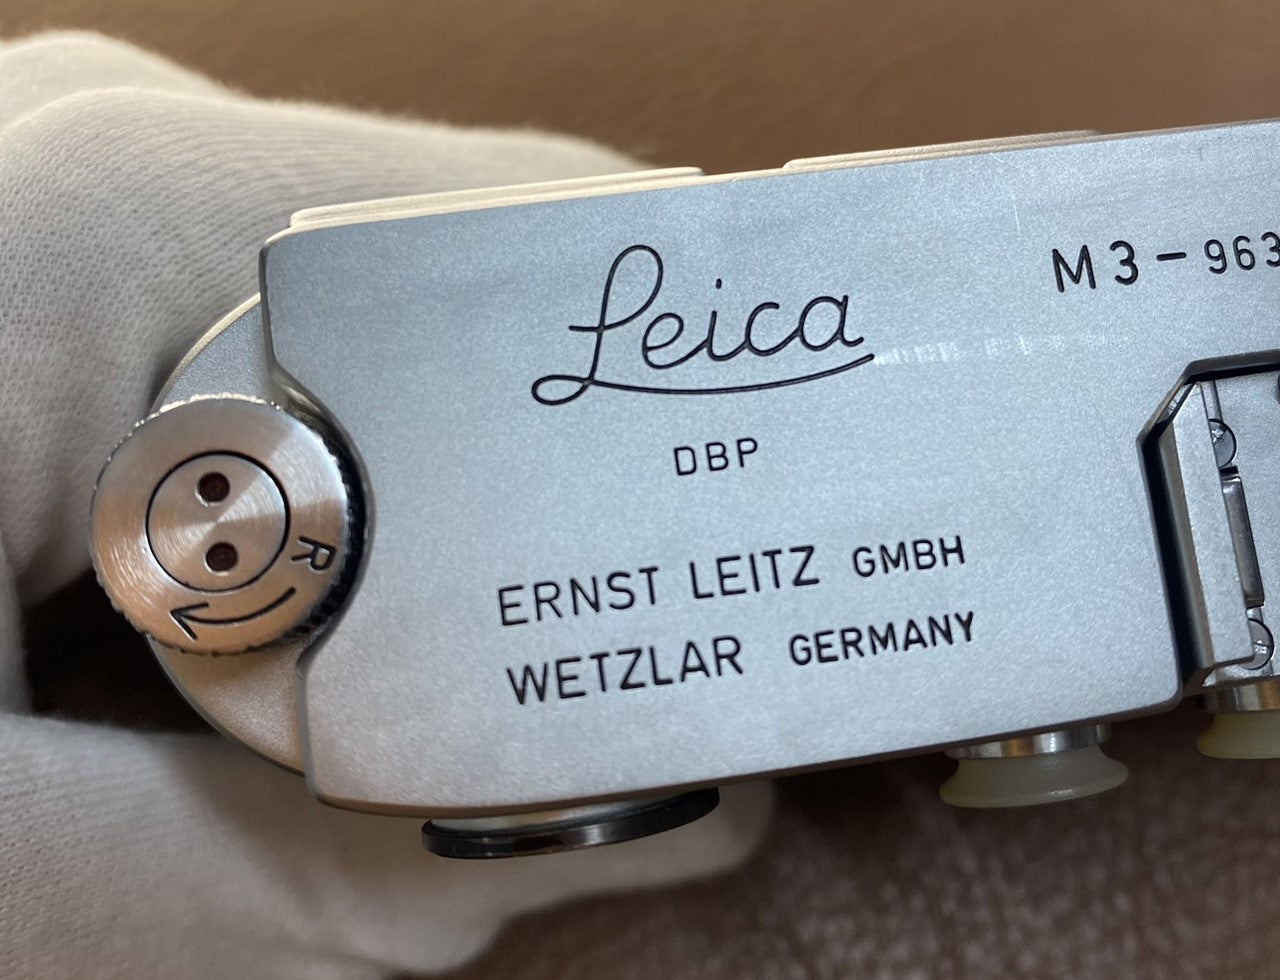 Leica
M3-963
DBP
ERNST LEITZ GMBH
WETZLAR GERMANY
R